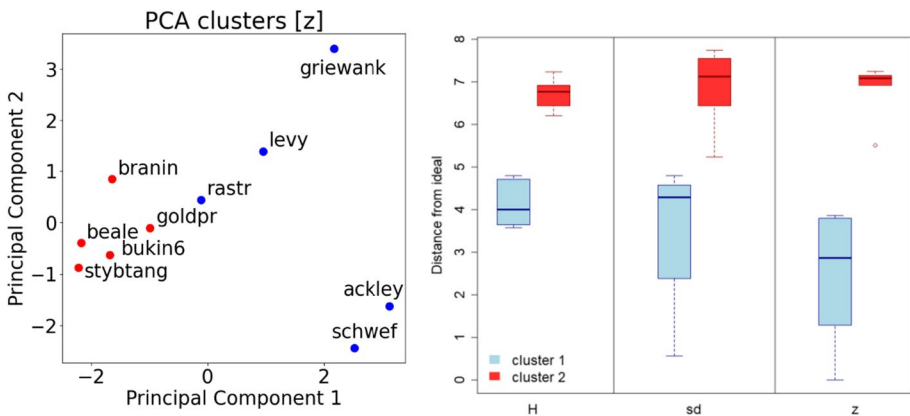 PCA clusters [z]
Principal Component 2
3
2
1
0
−1
−2
griewank
levy
branin
rastr
goldpr
beale
bukin6
stybtang
ackley
schwef
−2
0
2
Principal Component 1
Distance from ideal
8
7
6
5
4
3
2
1
0
cluster 1
cluster 2
H
sd
z